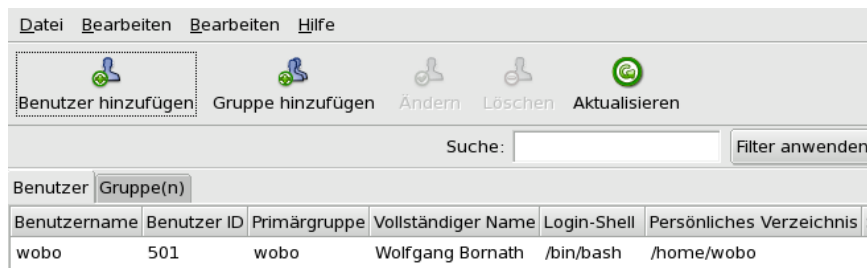 Datei Bearbeiten Bearbeiten Hilfe
Benutzer hinzufügen Gruppe hinzufügen Ändern Löschen Aktualisieren
Suche: Filter anwenden
Benutzer Gruppe(n)
Benutzername Benutzer ID Primärgruppe Vollständiger Name Login-Shell Persönliches Verzeichnis
wobo 501 wobo Wolfgang Bornath /bin/bash /home/wobo